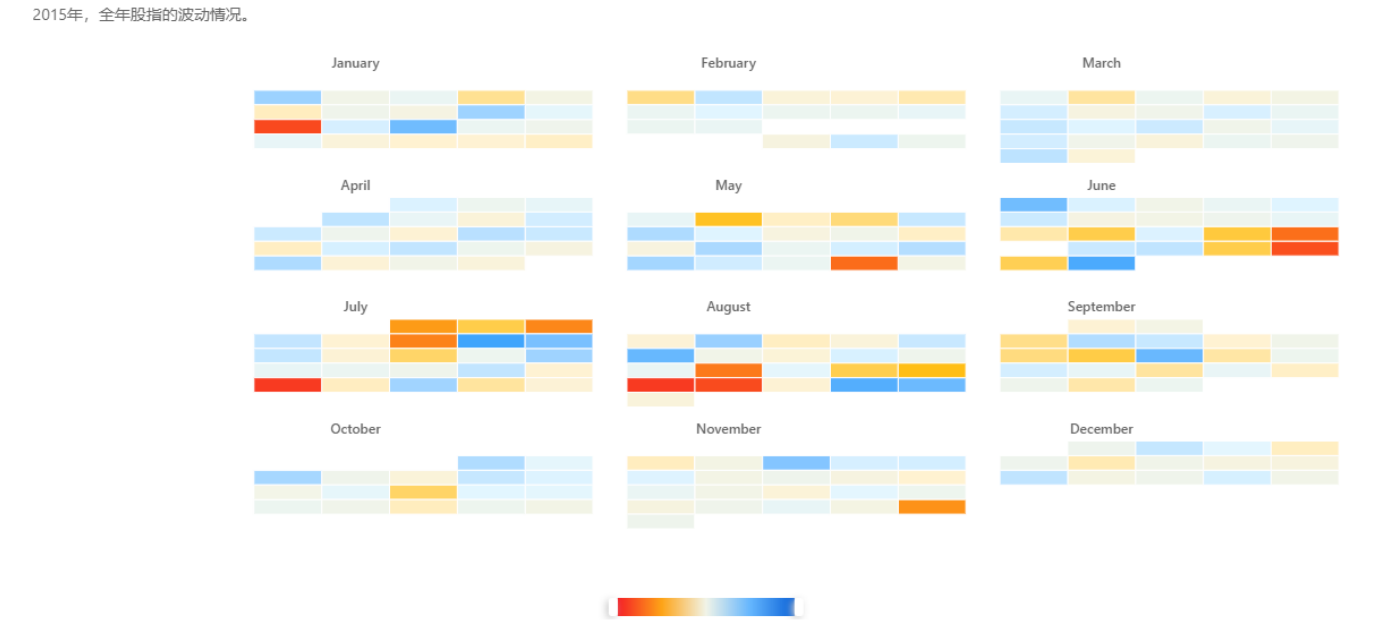 2015年，全年股指的波动情况。
January
February
March
April
May
June
July
August
September
October
November
December